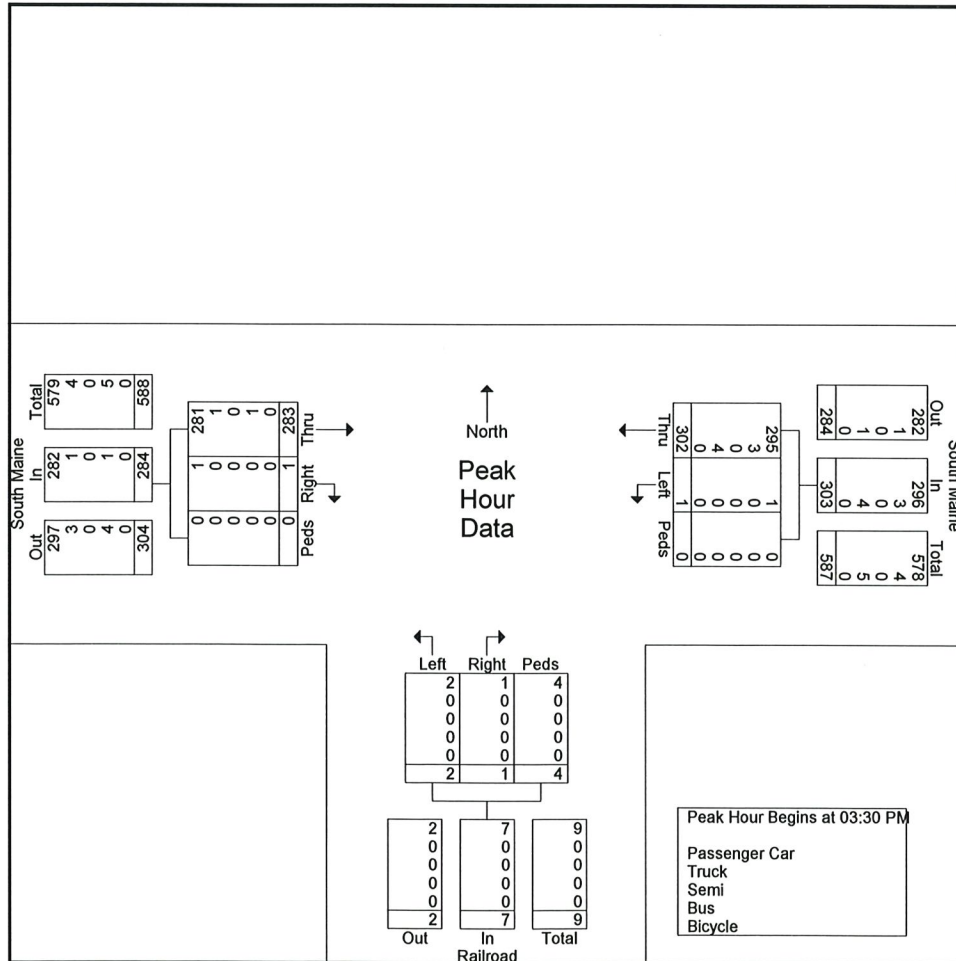 North
Peak
Hour
Data
South Maine
Total In Out
579 282 297
4 1 3
0 0 0
5 1 4
0 0 0
588 284 304
Thru Right Peds
281 1 0
1 0 0
0 0 0
1 0 0
0 0 0
283 1 0
South Maine
Out In Total
282 296 578
1 3 4
0 0 0
1 4 5
0 0 0
284 303 587
Thru Left Peds
295 1 0
3 0 0
0 0 0
4 0 0
0 0 0
302 1 0
Left Right Peds
2 1 4
0 0 0
0 0 0
0 0 0
0 0 0
2 1 4
2 7 9
0 0 0
0 0 0
0 0 0
0 0 0
2 7 9
Out In Total
Railroad
Peak Hour Begins at 03:30 PM
Passenger Car
Truck
Semi
Bus
Bicycle